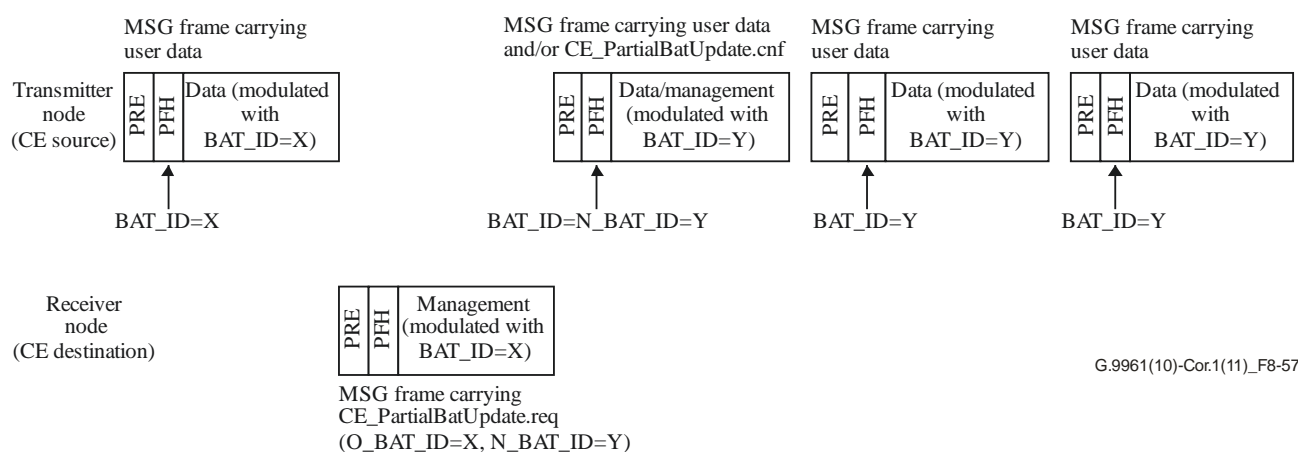 MSG frame carrying
user data
MSG frame carrying user data
and/or CE_PartialBatUpdate.cnf
MSG frame carrying
user data
MSG frame carrying
user data
Transmitter
node
(CE source)
PRE
PFH
Data (modulated
with
BAT_ID=X)
PRE
PFH
Data/management
(modulated with
BAT_ID=Y)
PRE
PFH
Data (modulated
with
BAT_ID=Y)
PRE
PFH
Data (modulated
with
BAT_ID=Y)
BAT_ID=X
BAT_ID=N_BAT_ID=Y
BAT_ID=Y
BAT_ID=Y
Receiver
node
(CE destination)
PRE
PFH
Management
(modulated with
BAT_ID=X)
MSG frame carrying
CE_PartialBatUpdate.req
(O_BAT_ID=X, N_BAT_ID=Y)
G.9961(10)-Cor.1(11)_F8-57